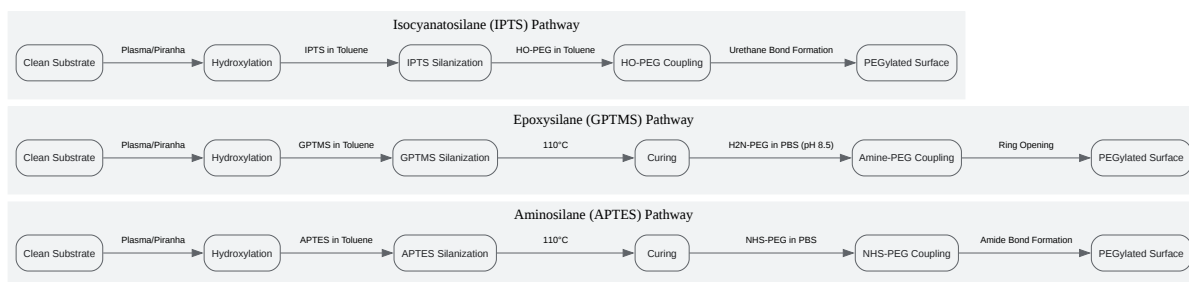 Isocyanatosilane (IPTS) Pathway
Clean Substrate
Plasma/Piranha
Hydroxylation
IPTS in Toluene
IPTS Silanization
HO-PEG in Toluene
HO-PEG Coupling
Urethane Bond Formation
PEGylated Surface
Epoxysilane (GPTMS) Pathway
Clean Substrate
Plasma/Piranha
Hydroxylation
GPTMS in Toluene
GPTMS Silanization
110°C
Curing
H2N-PEG in PBS (pH 8.5)
Amine-PEG Coupling
Ring Opening
PEGylated Surface
Aminosilane (APTES) Pathway
Clean Substrate
Plasma/Piranha
Hydroxylation
APTES in Toluene
APTES Silanization
110°C
Curing
NHS-PEG in PBS
NHS-PEG Coupling
Amide Bond Formation
PEGylated Surface